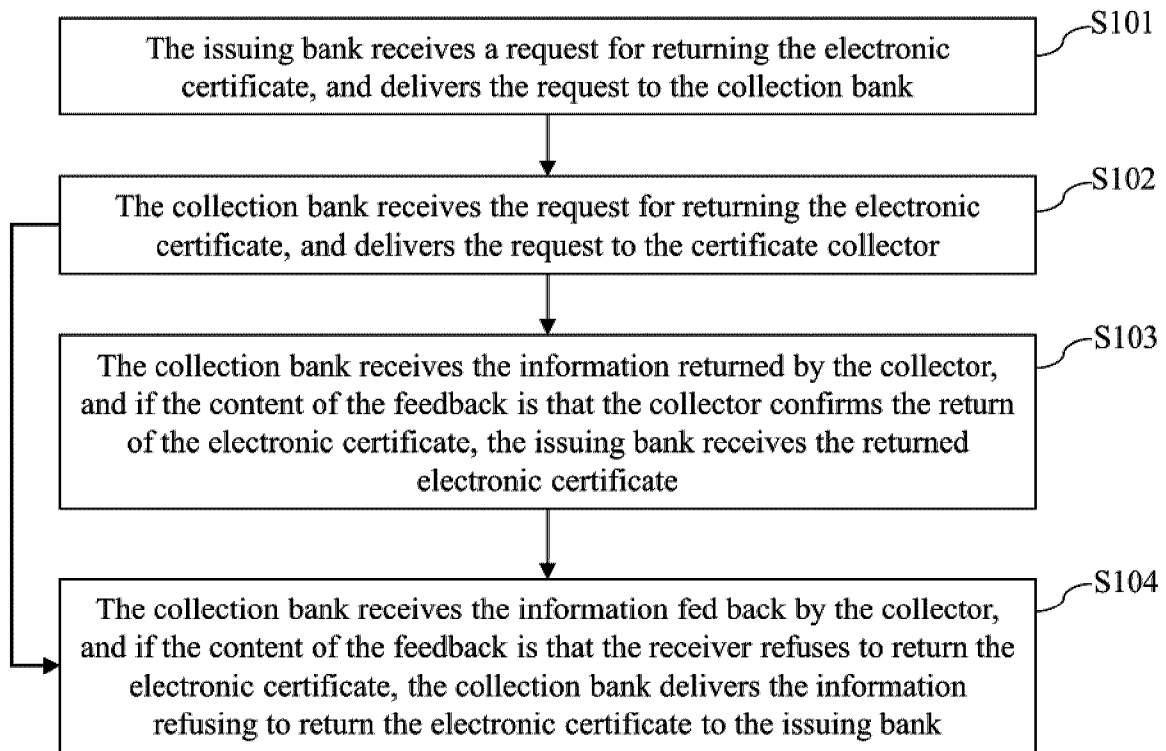 S101
The issuing bank receives a request for returning the electronic
certificate, and delivers the request to the collection bank
S102
The collection bank receives the request for returning the electronic
certificate, and delivers the request to the certificate collector
S103
The collection bank receives the information returned by the collector,
and if the content of the feedback is that the collector confirms the return
of the electronic certificate, the issuing bank receives the returned
electronic certificate
S104
The collection bank receives the information fed back by the collector,
and if the content of the feedback is that the receiver refuses to return the
electronic certificate, the collection bank delivers the information
refusing to return the electronic certificate to the issuing bank